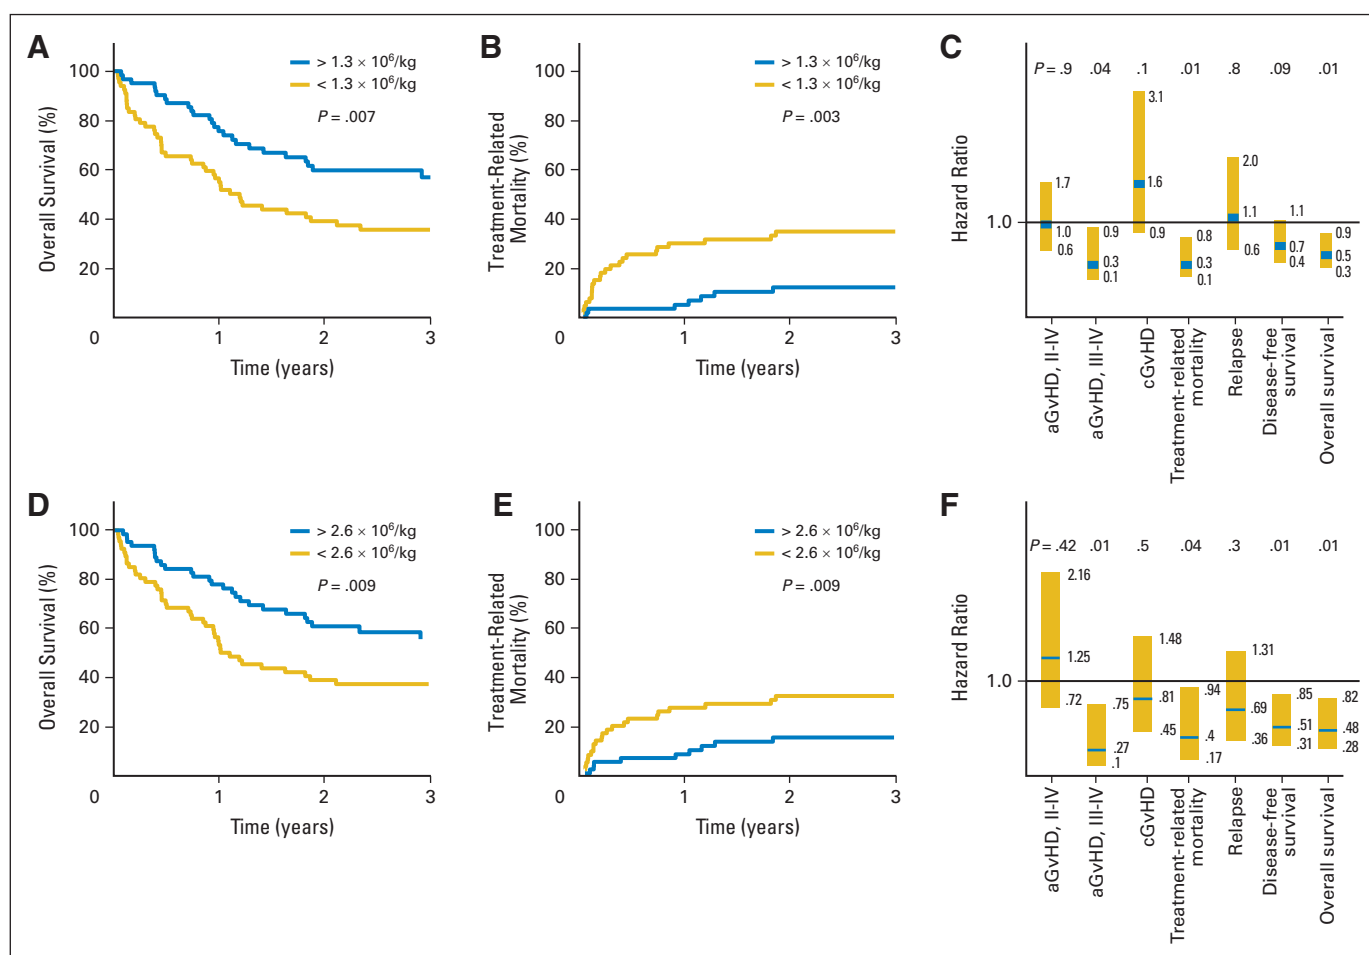 A
Overall Survival (%)
100
80
60
40
20
0
1
2
3
Time (years)
> 1.3 × 10⁶/kg
< 1.3 × 10⁶/kg
P = .007
B
Treatment-Related
Mortality (%)
100
80
60
40
20
0
1
2
3
Time (years)
> 1.3 × 10⁶/kg
< 1.3 × 10⁶/kg
P = .003
C
Hazard Ratio
1.0
P = .9 .04 .1 .01 .8 .09 .01
1.7
1.0
0.6
0.9
0.3
0.1
3.1
1.6
0.9
0.8
0.3
0.1
2.0
1.1
0.6
1.1
0.7
0.4
0.9
0.5
0.3
aGvHD, II-IV
aGvHD, III-IV
cGvHD
Treatment-related
mortality
Relapse
Disease-free
survival
Overall survival
D
Overall Survival (%)
100
80
60
40
20
0
1
2
3
Time (years)
> 2.6 × 10⁶/kg
< 2.6 × 10⁶/kg
P = .009
E
Treatment-Related
Mortality (%)
100
80
60
40
20
0
1
2
3
Time (years)
> 2.6 × 10⁶/kg
< 2.6 × 10⁶/kg
P = .009
F
Hazard Ratio
1.0
P = .42 .01 .5 .04 .3 .01 .01
2.16
1.25
.72
.75
.27
.1
1.48
.81
.45
.94
.4
.17
1.31
.69
.36
.85
.51
.31
.82
.48
.28
aGvHD, II-IV
aGvHD, III-IV
cGvHD
Treatment-related
mortality
Relapse
Disease-free
survival
Overall survival